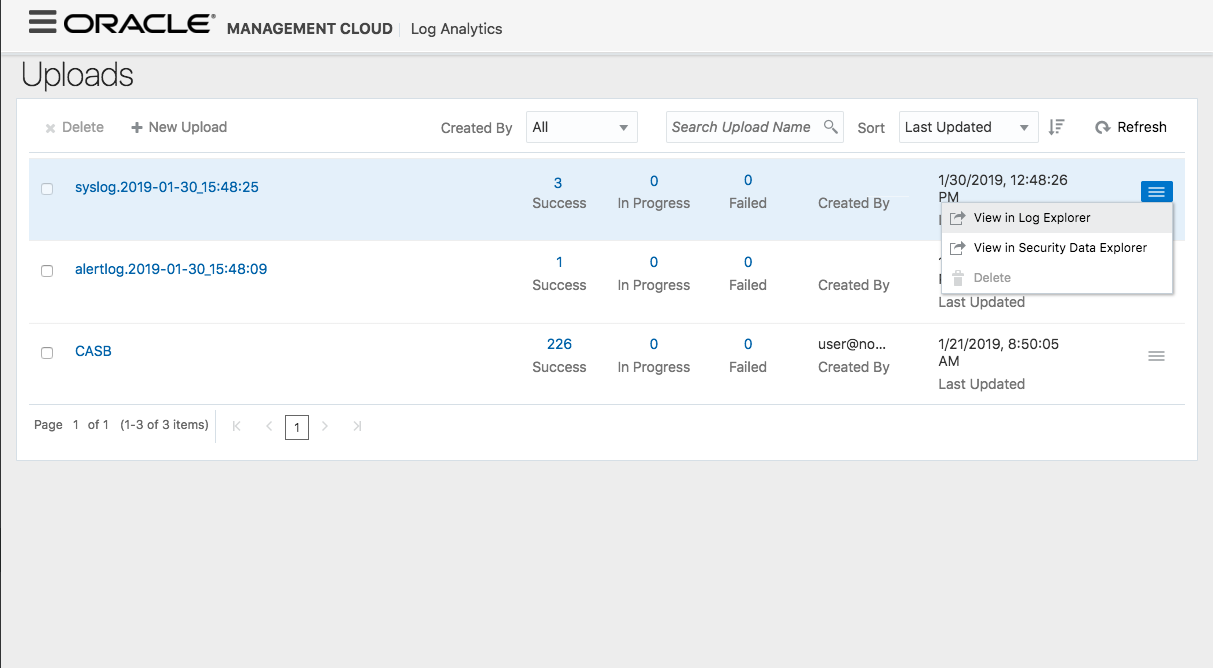 ORACLE® MANAGEMENT CLOUD Log Analytics
Uploads
Delete New Upload Created By All Search Upload Name Sort Last Updated Refresh
syslog.2019-01-30_15:48:25
3
Success
0
In Progress
0
Failed
Created By
1/30/2019, 12:48:26
PM
View in Log Explorer
View in Security Data Explorer
Delete
alertlog.2019-01-30_15:48:09
1
Success
0
In Progress
0
Failed
Created By
Last Updated
CASB
226
Success
0
In Progress
0
Failed
user@no...
Created By
1/21/2019, 8:50:05
AM
Last Updated
Page 1 of 1 (1-3 of 3 items) 1